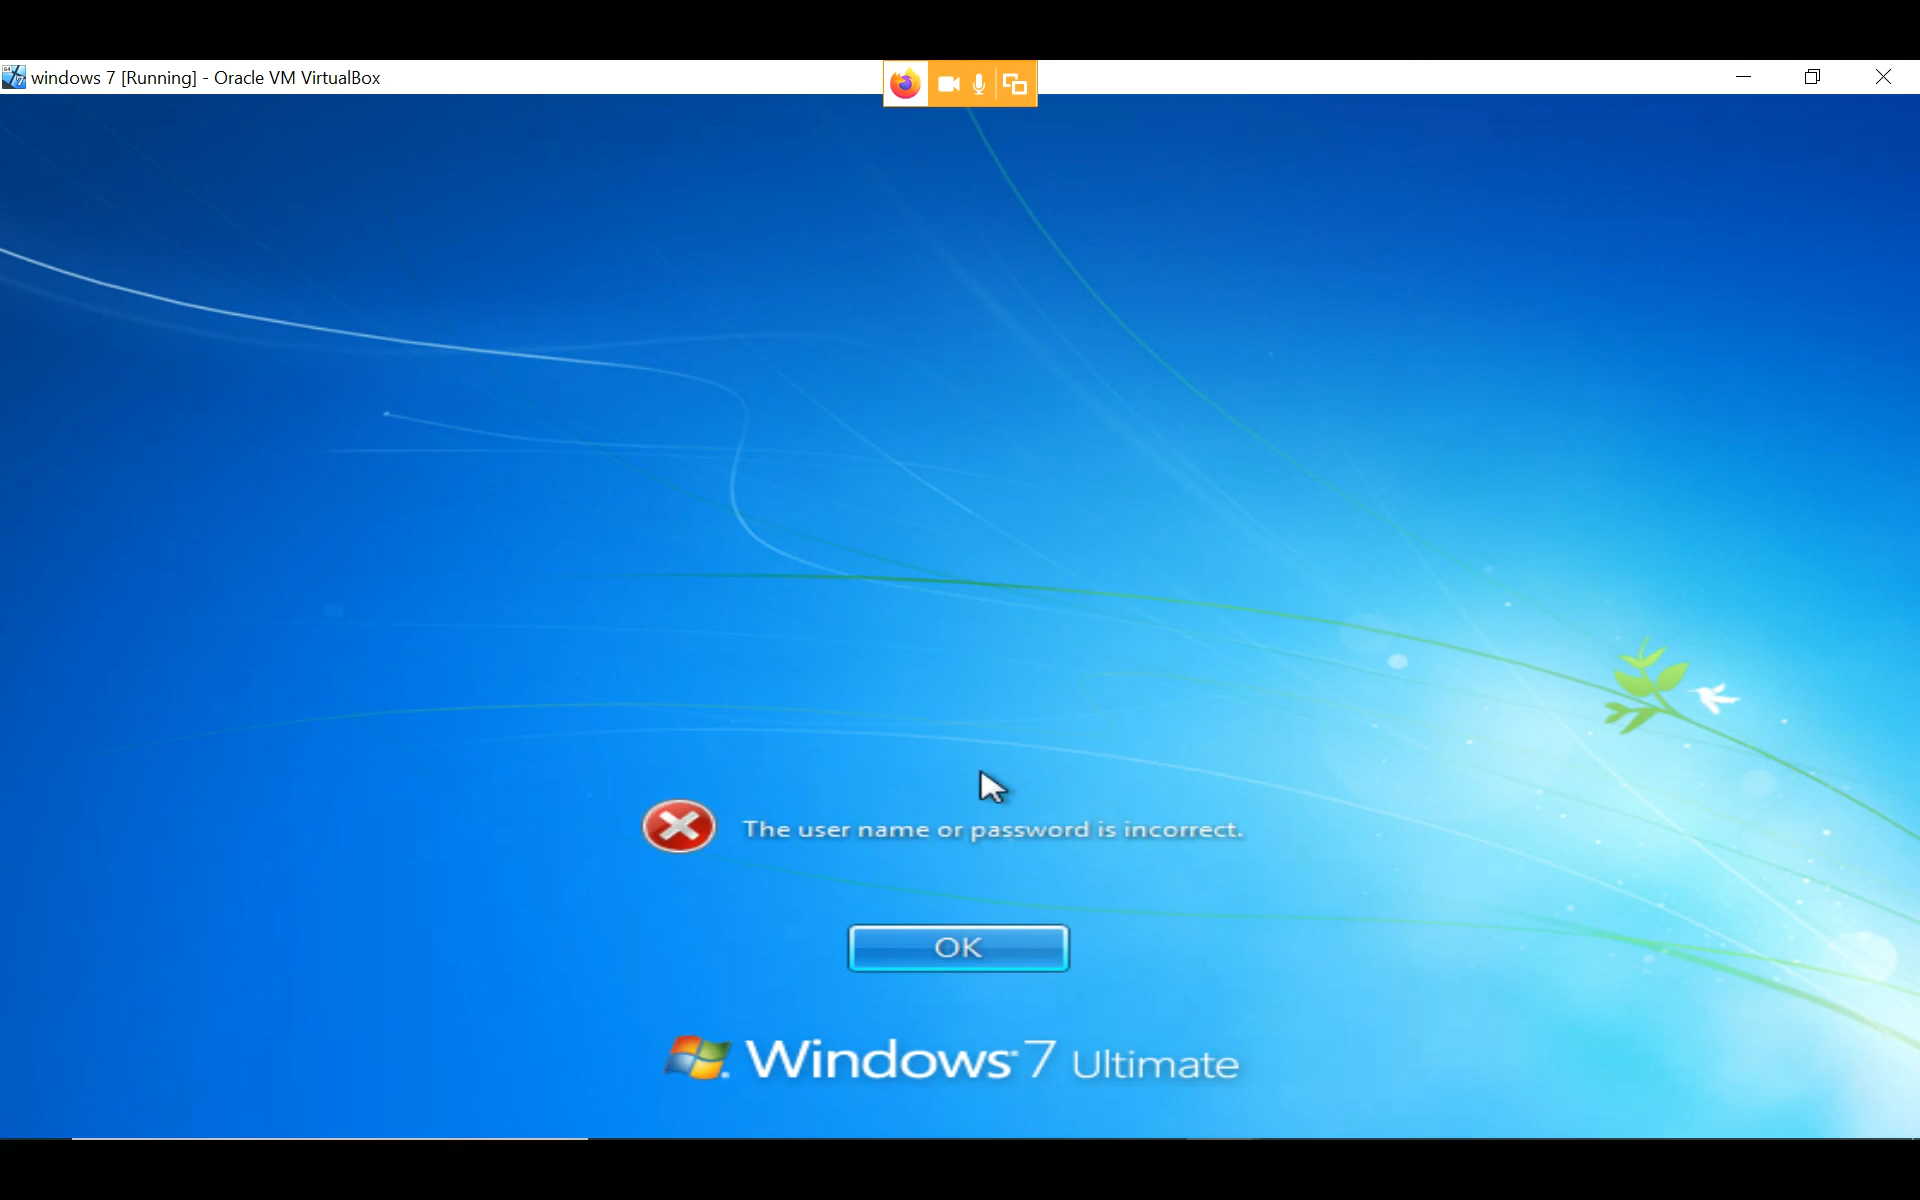 windows 7 [Running] - Oracle VM VirtualBox
The user name or password is incorrect.
OK
Windows 7 Ultimate